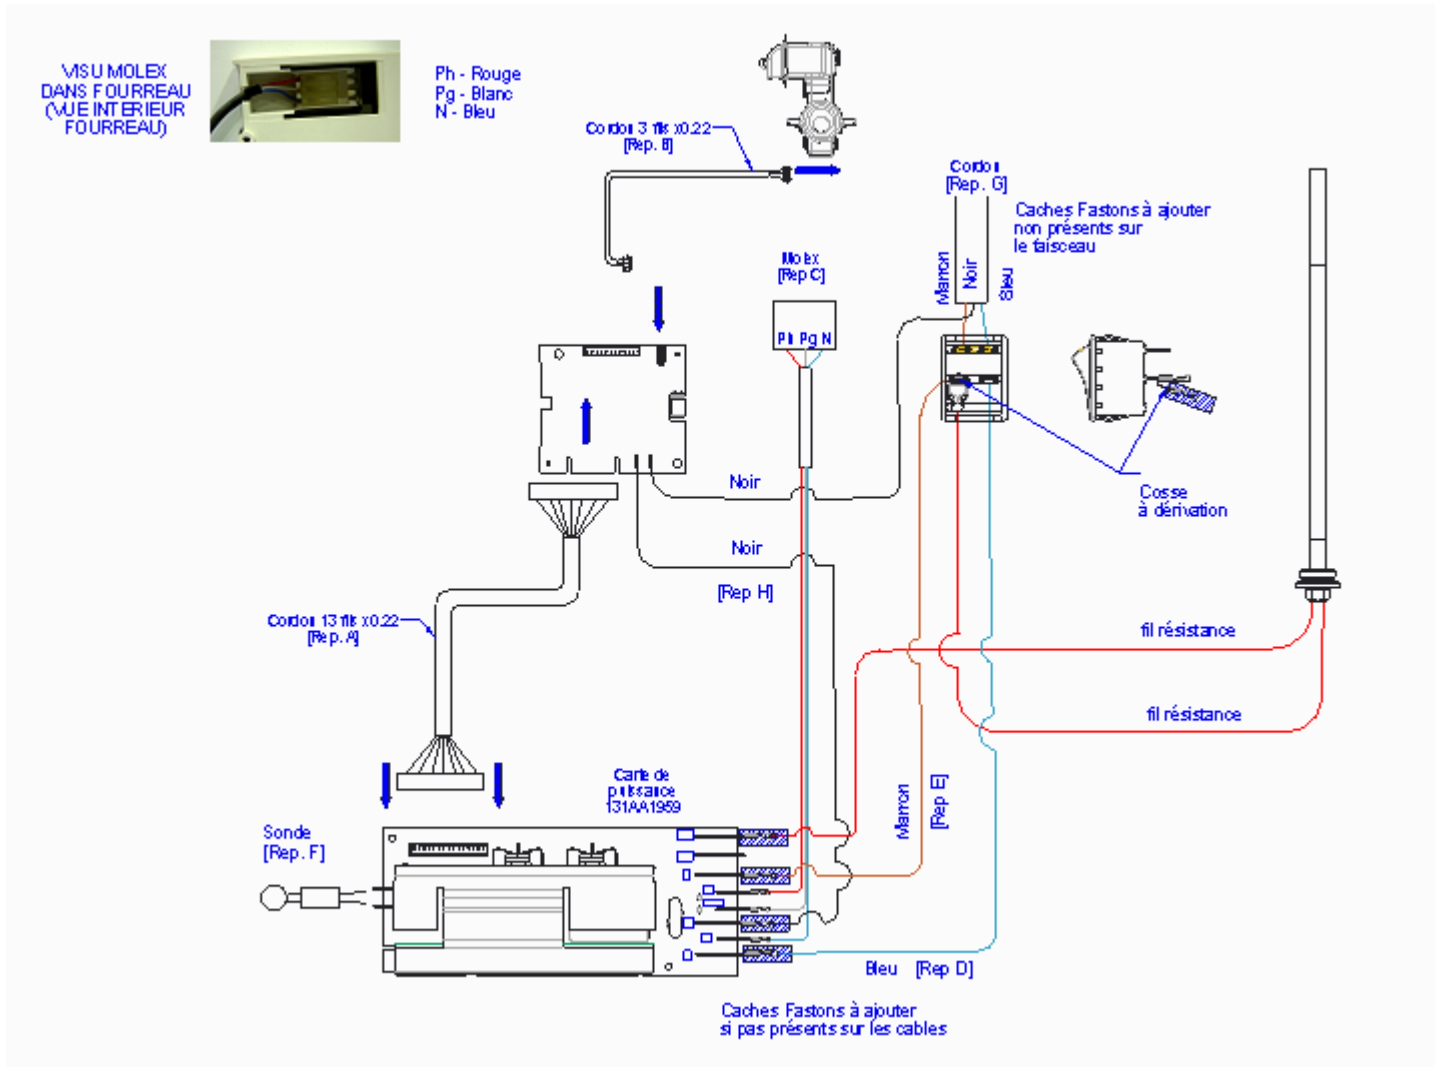 VISU MOLEX
DANS FOURREAU
(VUE INTERIEUR
FOURREAU)
Ph - Rouge
Pg - Blanc
N - Bleu
Cordon 3 fils x0.22
[Rep. B]
Cordon
[Rep. G]
Caches Fastons à ajouter
non présents sur
le faisceau
Marron
Noir
Bleu
Molex
[Rep C]
Ph Pg N
Noir
Cosse
à dérivation
Noir
[Rep H]
Cordon 13 fils x0.22
[Rep. A]
fil résistance
fil résistance
Carte de
puissance
131AA1959
Marron
[Rep E]
Sonde
[Rep. F]
Bleu [Rep D]
Caches Fastons à ajouter
si pas présents sur les cables